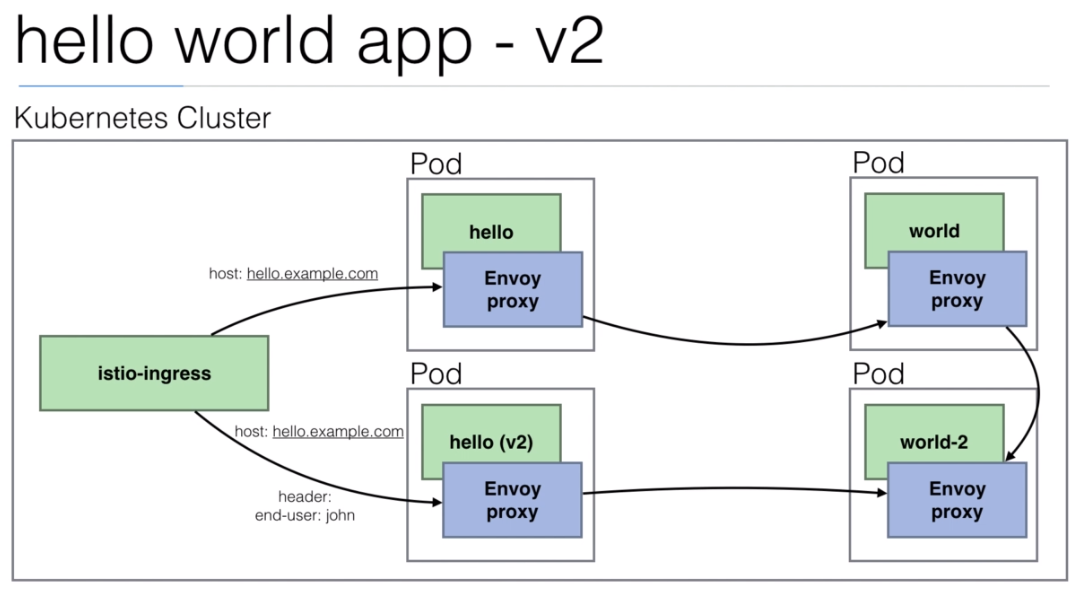 hello world app - v2
Kubernetes Cluster
Pod
Pod
hello
world
Envoy
proxy
Envoy
proxy
host: hello.example.com
istio-ingress
Pod
Pod
host: hello.example.com
hello (v2)
world-2
Envoy
proxy
Envoy
proxy
header:
end-user: john